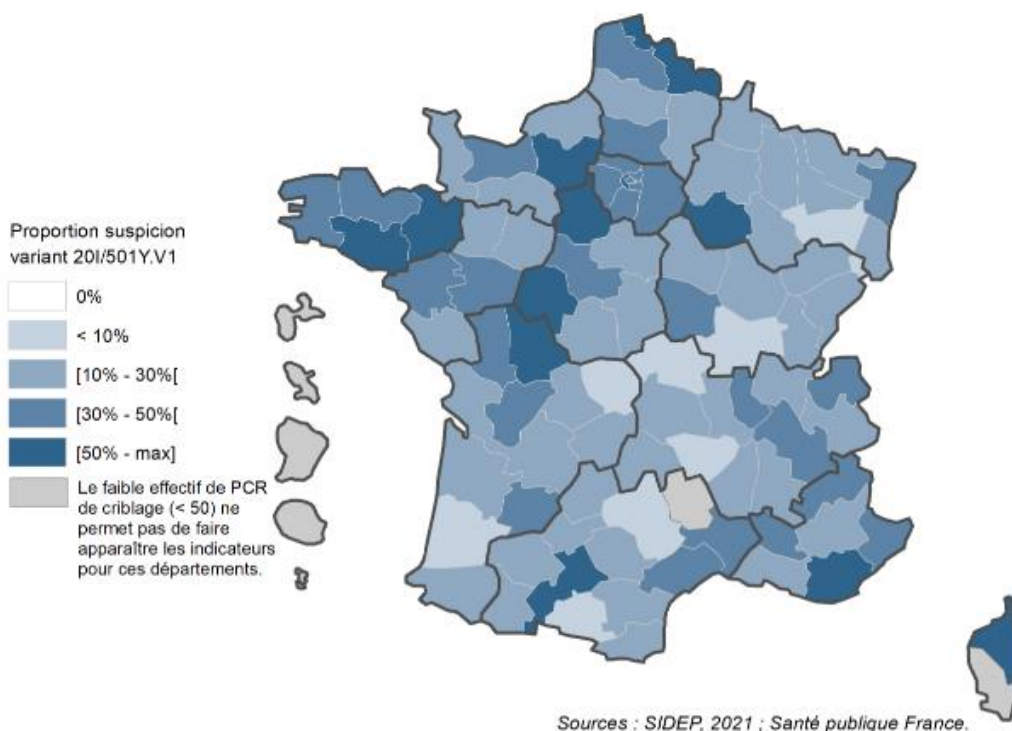 Proportion suspicion
variant 20I/501Y.V1
0%
< 10%
[10% - 30%[
[30% - 50%[
[50% - max]
Le faible effectif de PCR
de criblage (< 50) ne
permet pas de faire
apparaître les indicateurs
pour ces départements.
Sources : SIDEP, 2021 ; Santé publique France.